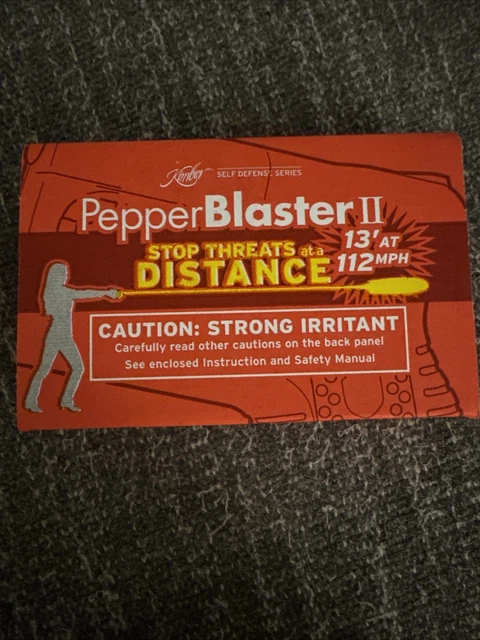 Kimber SELF DEFENSE SERIES
PepperBlaster II
STOP THREATS at a
DISTANCE
13' AT
112 MPH
CAUTION: STRONG IRRITANT
Carefully read other cautions on the back panel
See enclosed Instruction and Safety Manual